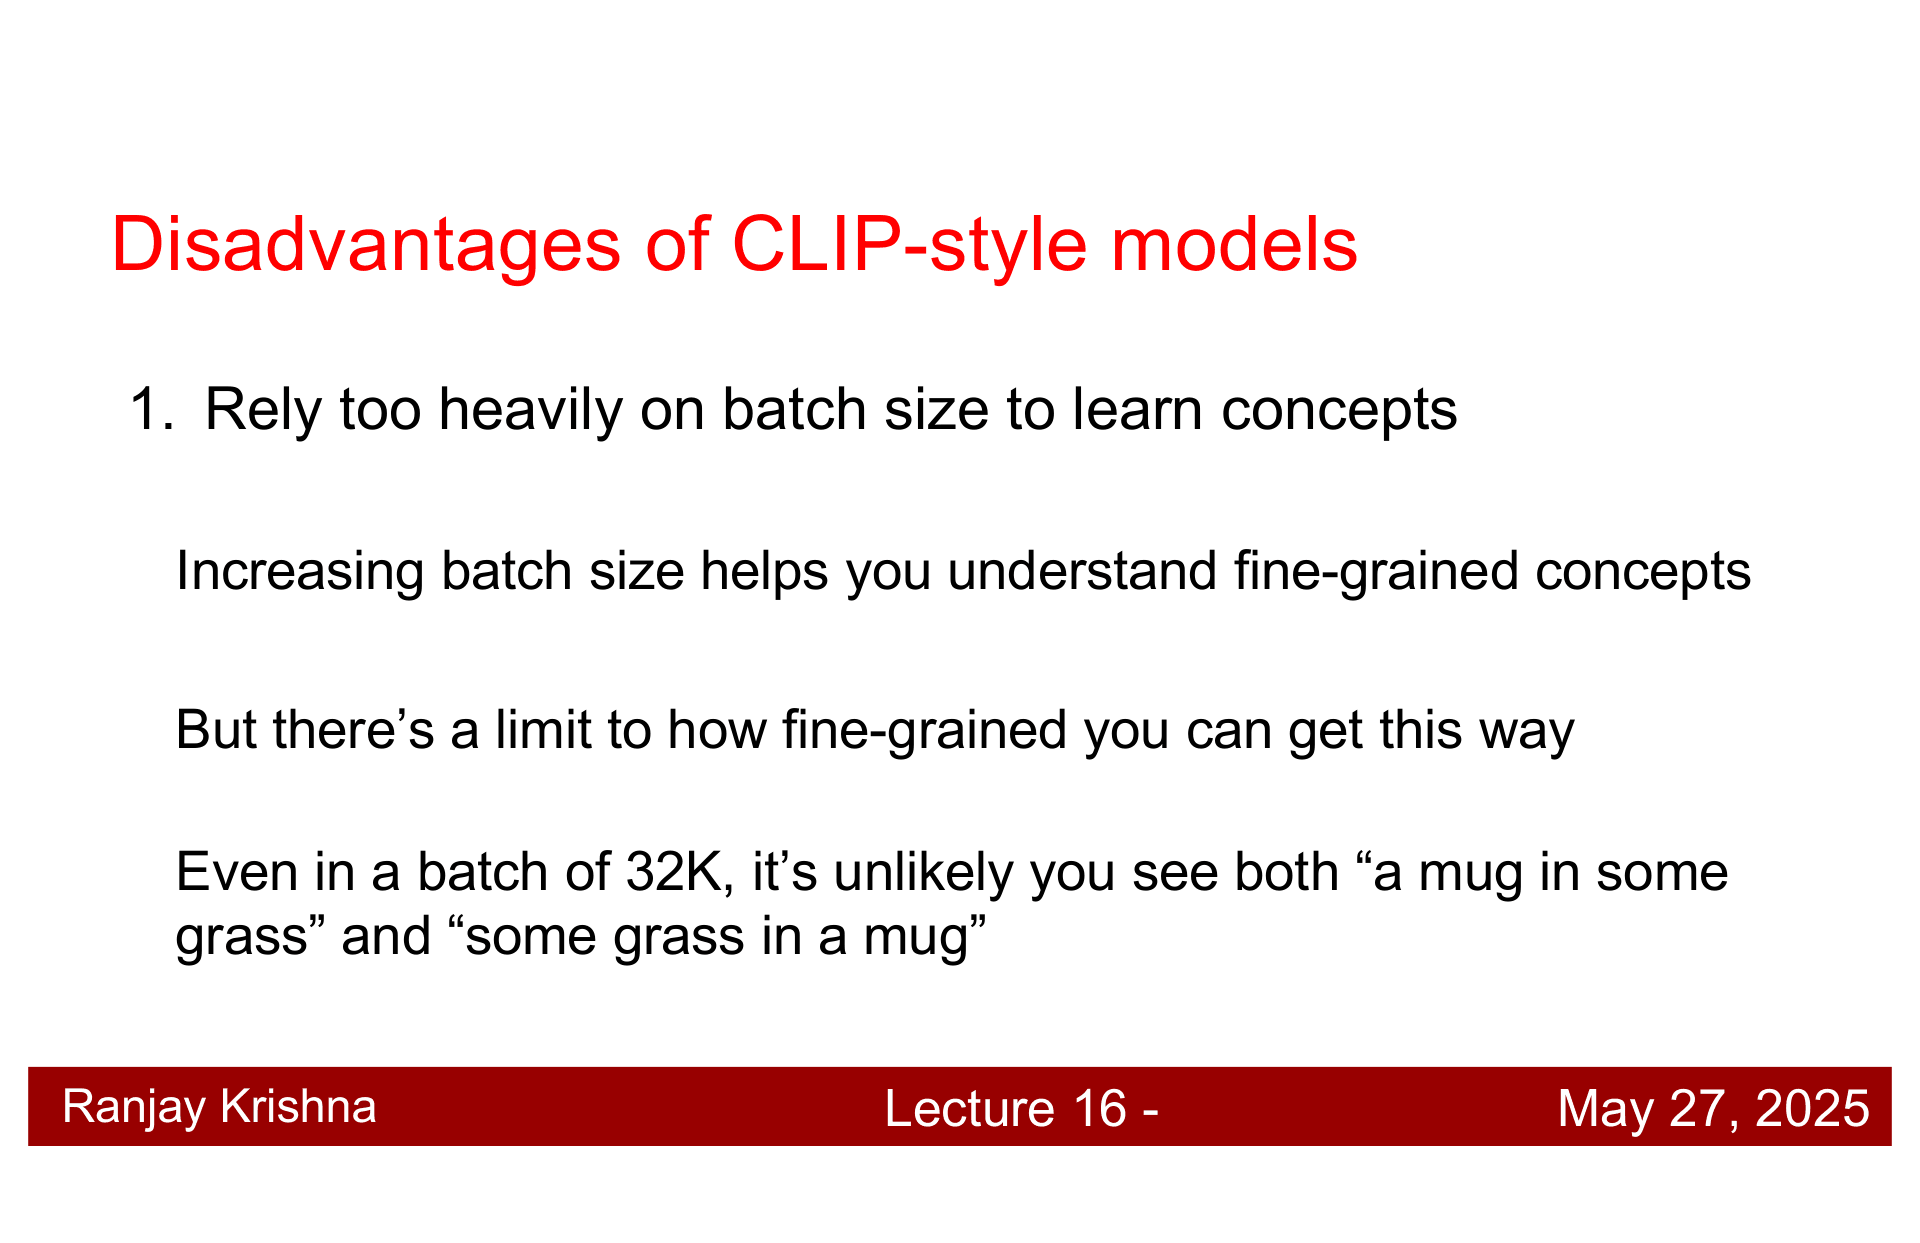 Disadvantages of CLIP-style models
1. Rely too heavily on batch size to learn concepts
Increasing batch size helps you understand fine-grained concepts
But there’s a limit to how fine-grained you can get this way
Even in a batch of 32K, it’s unlikely you see both “a mug in some
grass” and “some grass in a mug”
Ranjay Krishna
Lecture 16 -
May 27, 2025